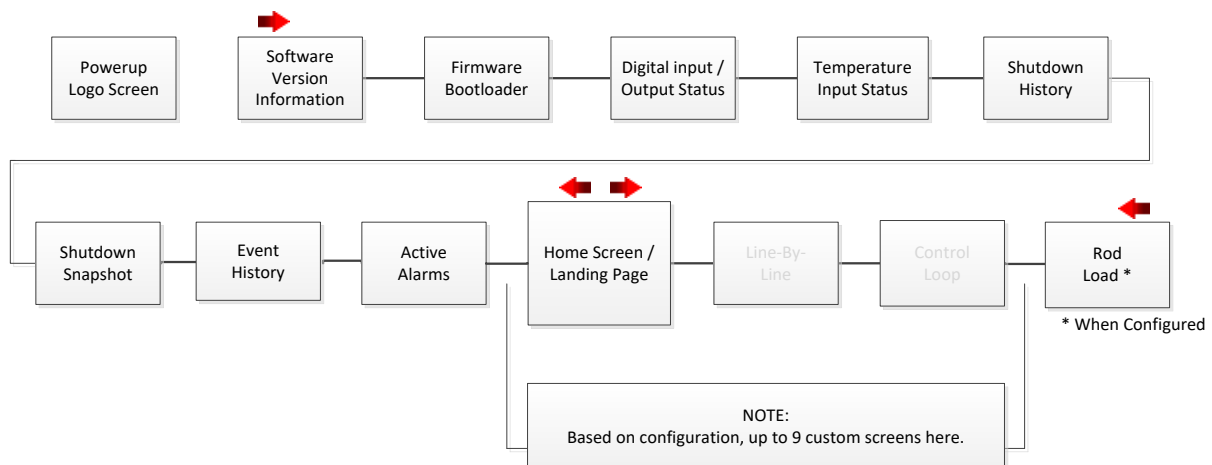 Powerup
Logo Screen
Software
Version
Information
Firmware
Bootloader
Digital input /
Output Status
Temperature
Input Status
Shutdown
History
Shutdown
Snapshot
Event
History
Active
Alarms
Home Screen /
Landing Page
Line-By-
Line
Control
Loop
Rod
Load *
* When Configured
NOTE:
Based on configuration, up to 9 custom screens here.